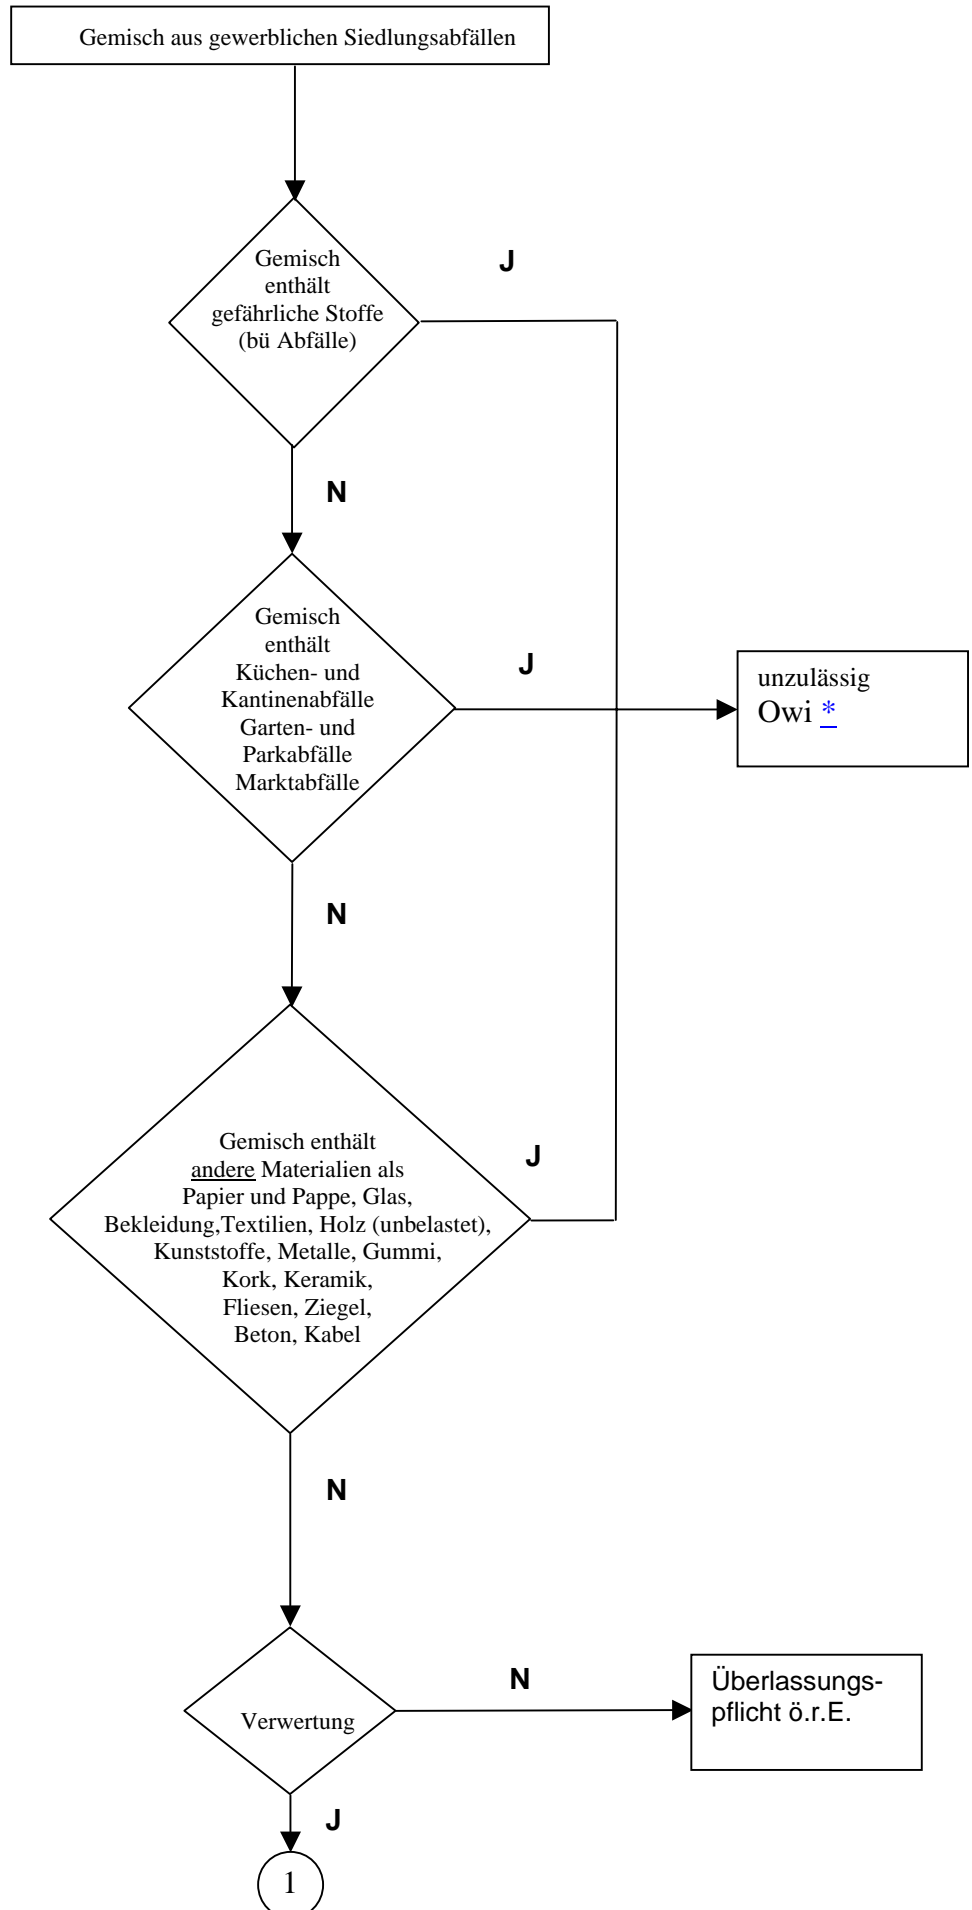 Gemisch aus gewerblichen Siedlungsabfällen
Gemisch
enthält
gefährliche Stoffe
(bü Abfälle)
J
N
Gemisch
enthält
Küchen- und
Kantinenabfälle
Garten- und
Parkabfälle
Marktabfälle
J
unzulässig
Owi *
N
Gemisch enthält
andere Materialien als
Papier und Pappe, Glas,
Bekleidung,Textilien, Holz (unbelastet),
Kunststoffe, Metalle, Gummi,
Kork, Keramik,
Fliesen, Ziegel,
Beton, Kabel
J
N
Verwertung
N
Überlassungs-
pflicht ö.r.E.
J
1